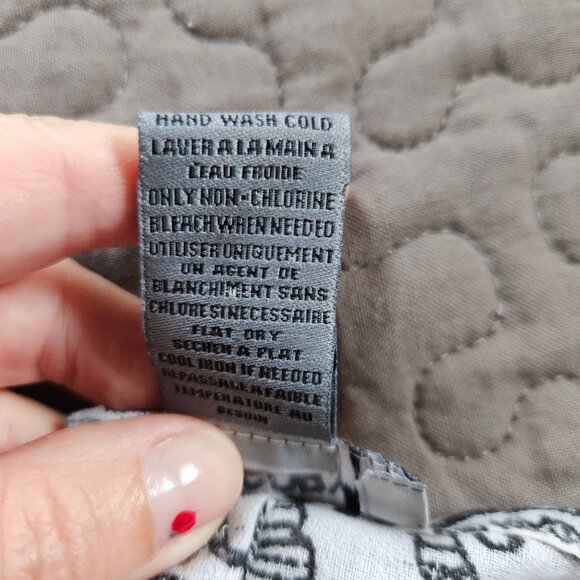 HAND WASH COLD
LAVER A LA MAIN A
L'EAU FROIDE
ONLY NON-CHLORINE
BLEACH WHEN NEEDED
UTILISER UNIQUEMENT
UN AGENT DE
BLANCHIMENT SANS
CHLORE ST NECESSAIRE
FLAT DRY
SECHER A PLAT
COOL IRON IF NEEDED
REPASSAGE A FAIBLE
TEMPERATURE AU
BESOIN